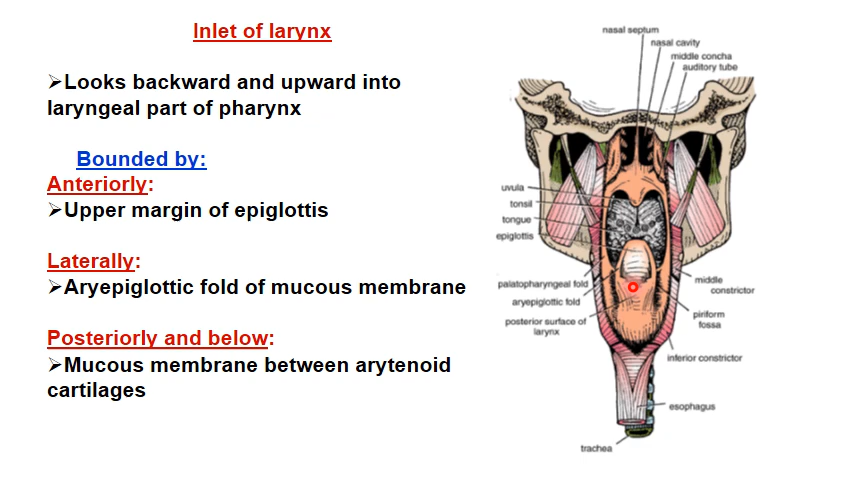 Inlet of larynx
➢Looks backward and upward into
laryngeal part of pharynx
Bounded by:
Anteriorly:
➢Upper margin of epiglottis
Laterally:
➢Aryepiglottic fold of mucous membrane
Posteriorly and below:
➢Mucous membrane between arytenoid
cartilages
nasal septum
nasal cavity
middle concha
auditory tube
uvula
tonsil
tongue
epiglottis
palatopharyngeal fold
aryepiglottic fold
posterior surface of
larynx
middle
constrictor
piriform
fossa
inferior constrictor
esophagus
trachea